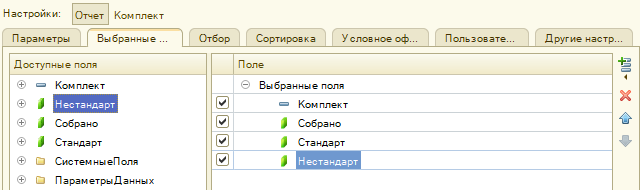 Настройки: Отчет Комплект
Параметры Выбранные ... Отбор Сортировка Условное оф... Пользовате... Другие настр...
Доступные поля
Комплект
Нестандарт
Собрано
Стандарт
СистемныеПоля
ПараметрыДанных
Поле
Выбранные поля
Комплект
Собрано
Стандарт
Нестандарт